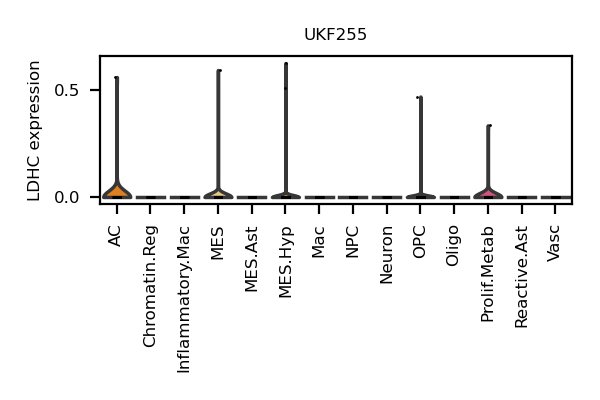 UKF255
LDHC expression
0.5
0.0
AC
Chromatin.Reg
Inflammatory.Mac
MES
MES.Ast
MES.Hyp
Mac
NPC
Neuron
OPC
Oligo
Prolif.Metab
Reactive.Ast
Vasc